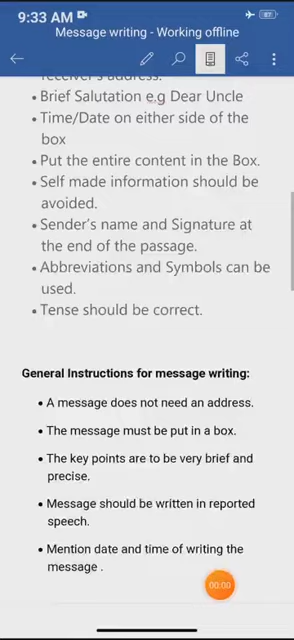 9:33 AM
Message writing - Working offline
receiver's address.
• Brief Salutation e.g Dear Uncle
• Time/Date on either side of the
box
• Put the entire content in the Box.
• Self made information should be
avoided.
• Sender's name and Signature at
the end of the passage.
• Abbreviations and Symbols can be
used.
• Tense should be correct.
General Instructions for message writing:
• A message does not need an address.
• The message must be put in a box.
• The key points are to be very brief and
precise.
• Message should be written in reported
speech.
• Mention date and time of writing the
message .
00:00